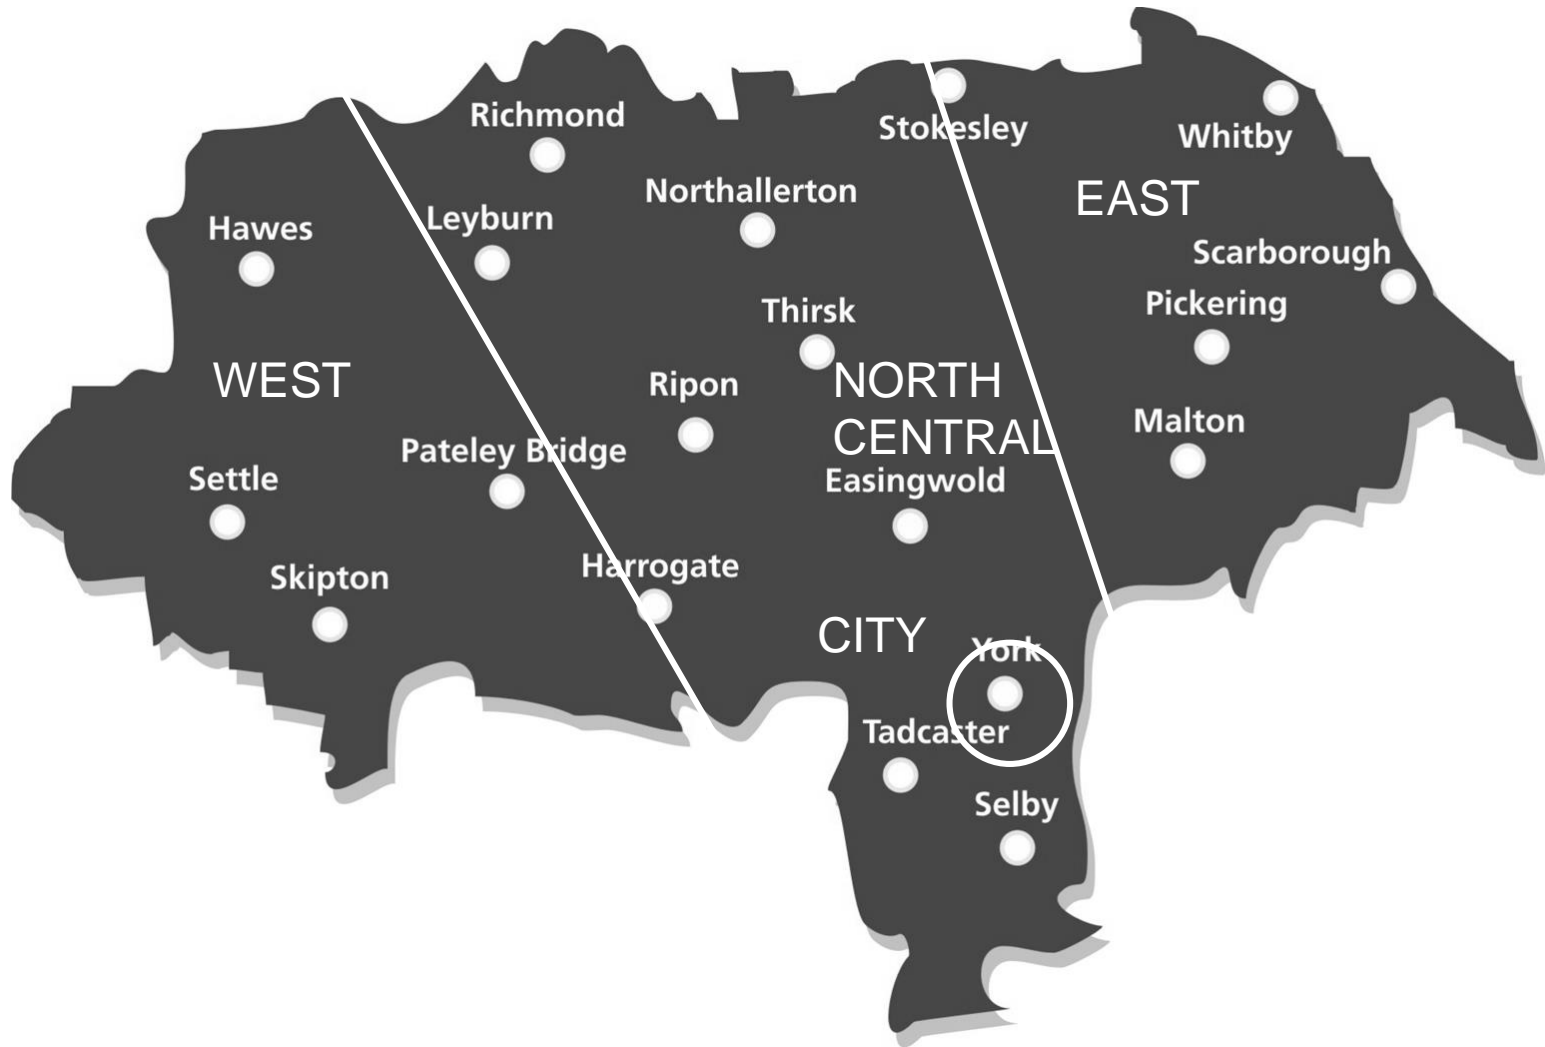 Richmond
Stokesley
Whitby
Northallerton
EAST
Leyburn
Hawes
Scarborough
Pickering
Thirsk
WEST
NORTH
CENTRAL
Ripon
Malton
Pateley Bridge
Settle
Easingwold
Harrogate
Skipton
CITY
York
Tadcaster
Selby